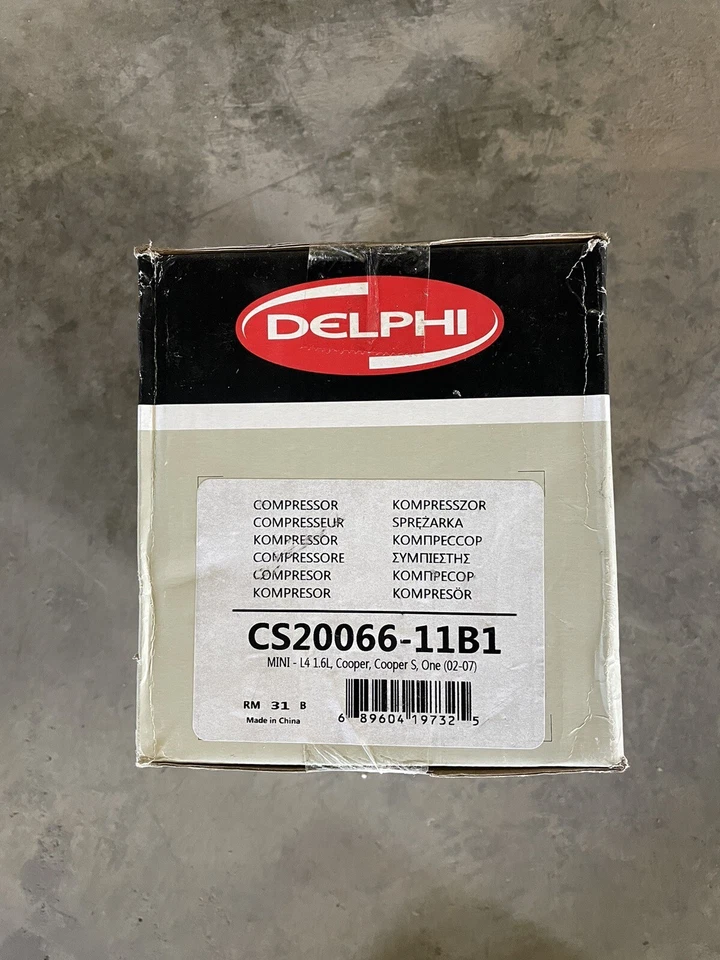 DELPHI
COMPRESSOR
COMPRESSEUR
KOMPRESSOR
COMPRESSORE
COMPRESOR
KOMPRESOR
KOMPRESSZOR
SPRĘŻARKA
КОМПРЕССОР
ΣΥΜΠΙΕΣΤΗΣ
КОМПРЕСОР
KOMPRESÖR
CS20066-11B1
MINI - L4 1.6L, Cooper, Cooper S, One (02-07)
RM 31 B
Made in China
6 89604 19732 5